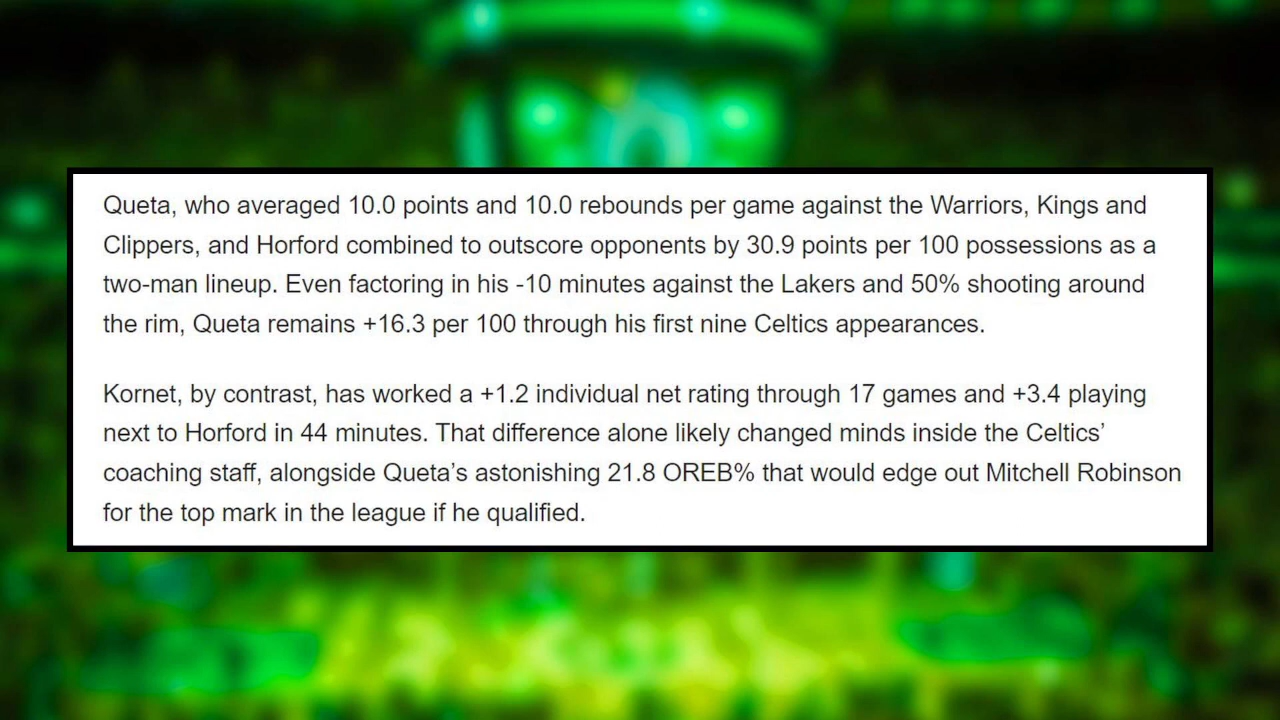 Queta, who averaged 10.0 points and 10.0 rebounds per game against the Warriors, Kings and
Clippers, and Horford combined to outscore opponents by 30.9 points per 100 possessions as a
two-man lineup. Even factoring in his -10 minutes against the Lakers and 50% shooting around
the rim, Queta remains +16.3 per 100 through his first nine Celtics appearances.
Kornet, by contrast, has worked a +1.2 individual net rating through 17 games and +3.4 playing
next to Horford in 44 minutes. That difference alone likely changed minds inside the Celtics’
coaching staff, alongside Queta’s astonishing 21.8 OREB% that would edge out Mitchell Robinson
for the top mark in the league if he qualified.